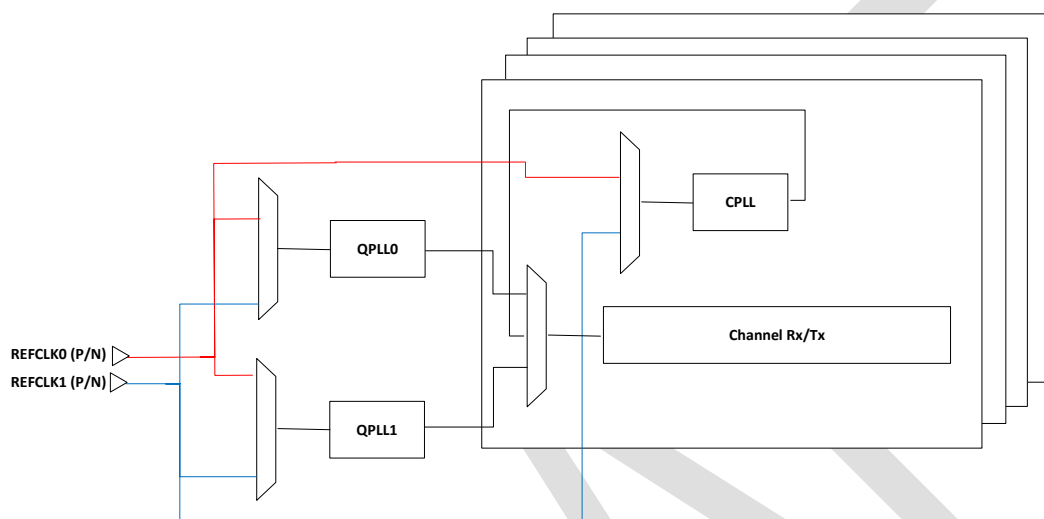 CPLL
QPLL0
Channel Rx/Tx
REFCLK0 (P/N)
REFCLK1 (P/N)
QPLL1